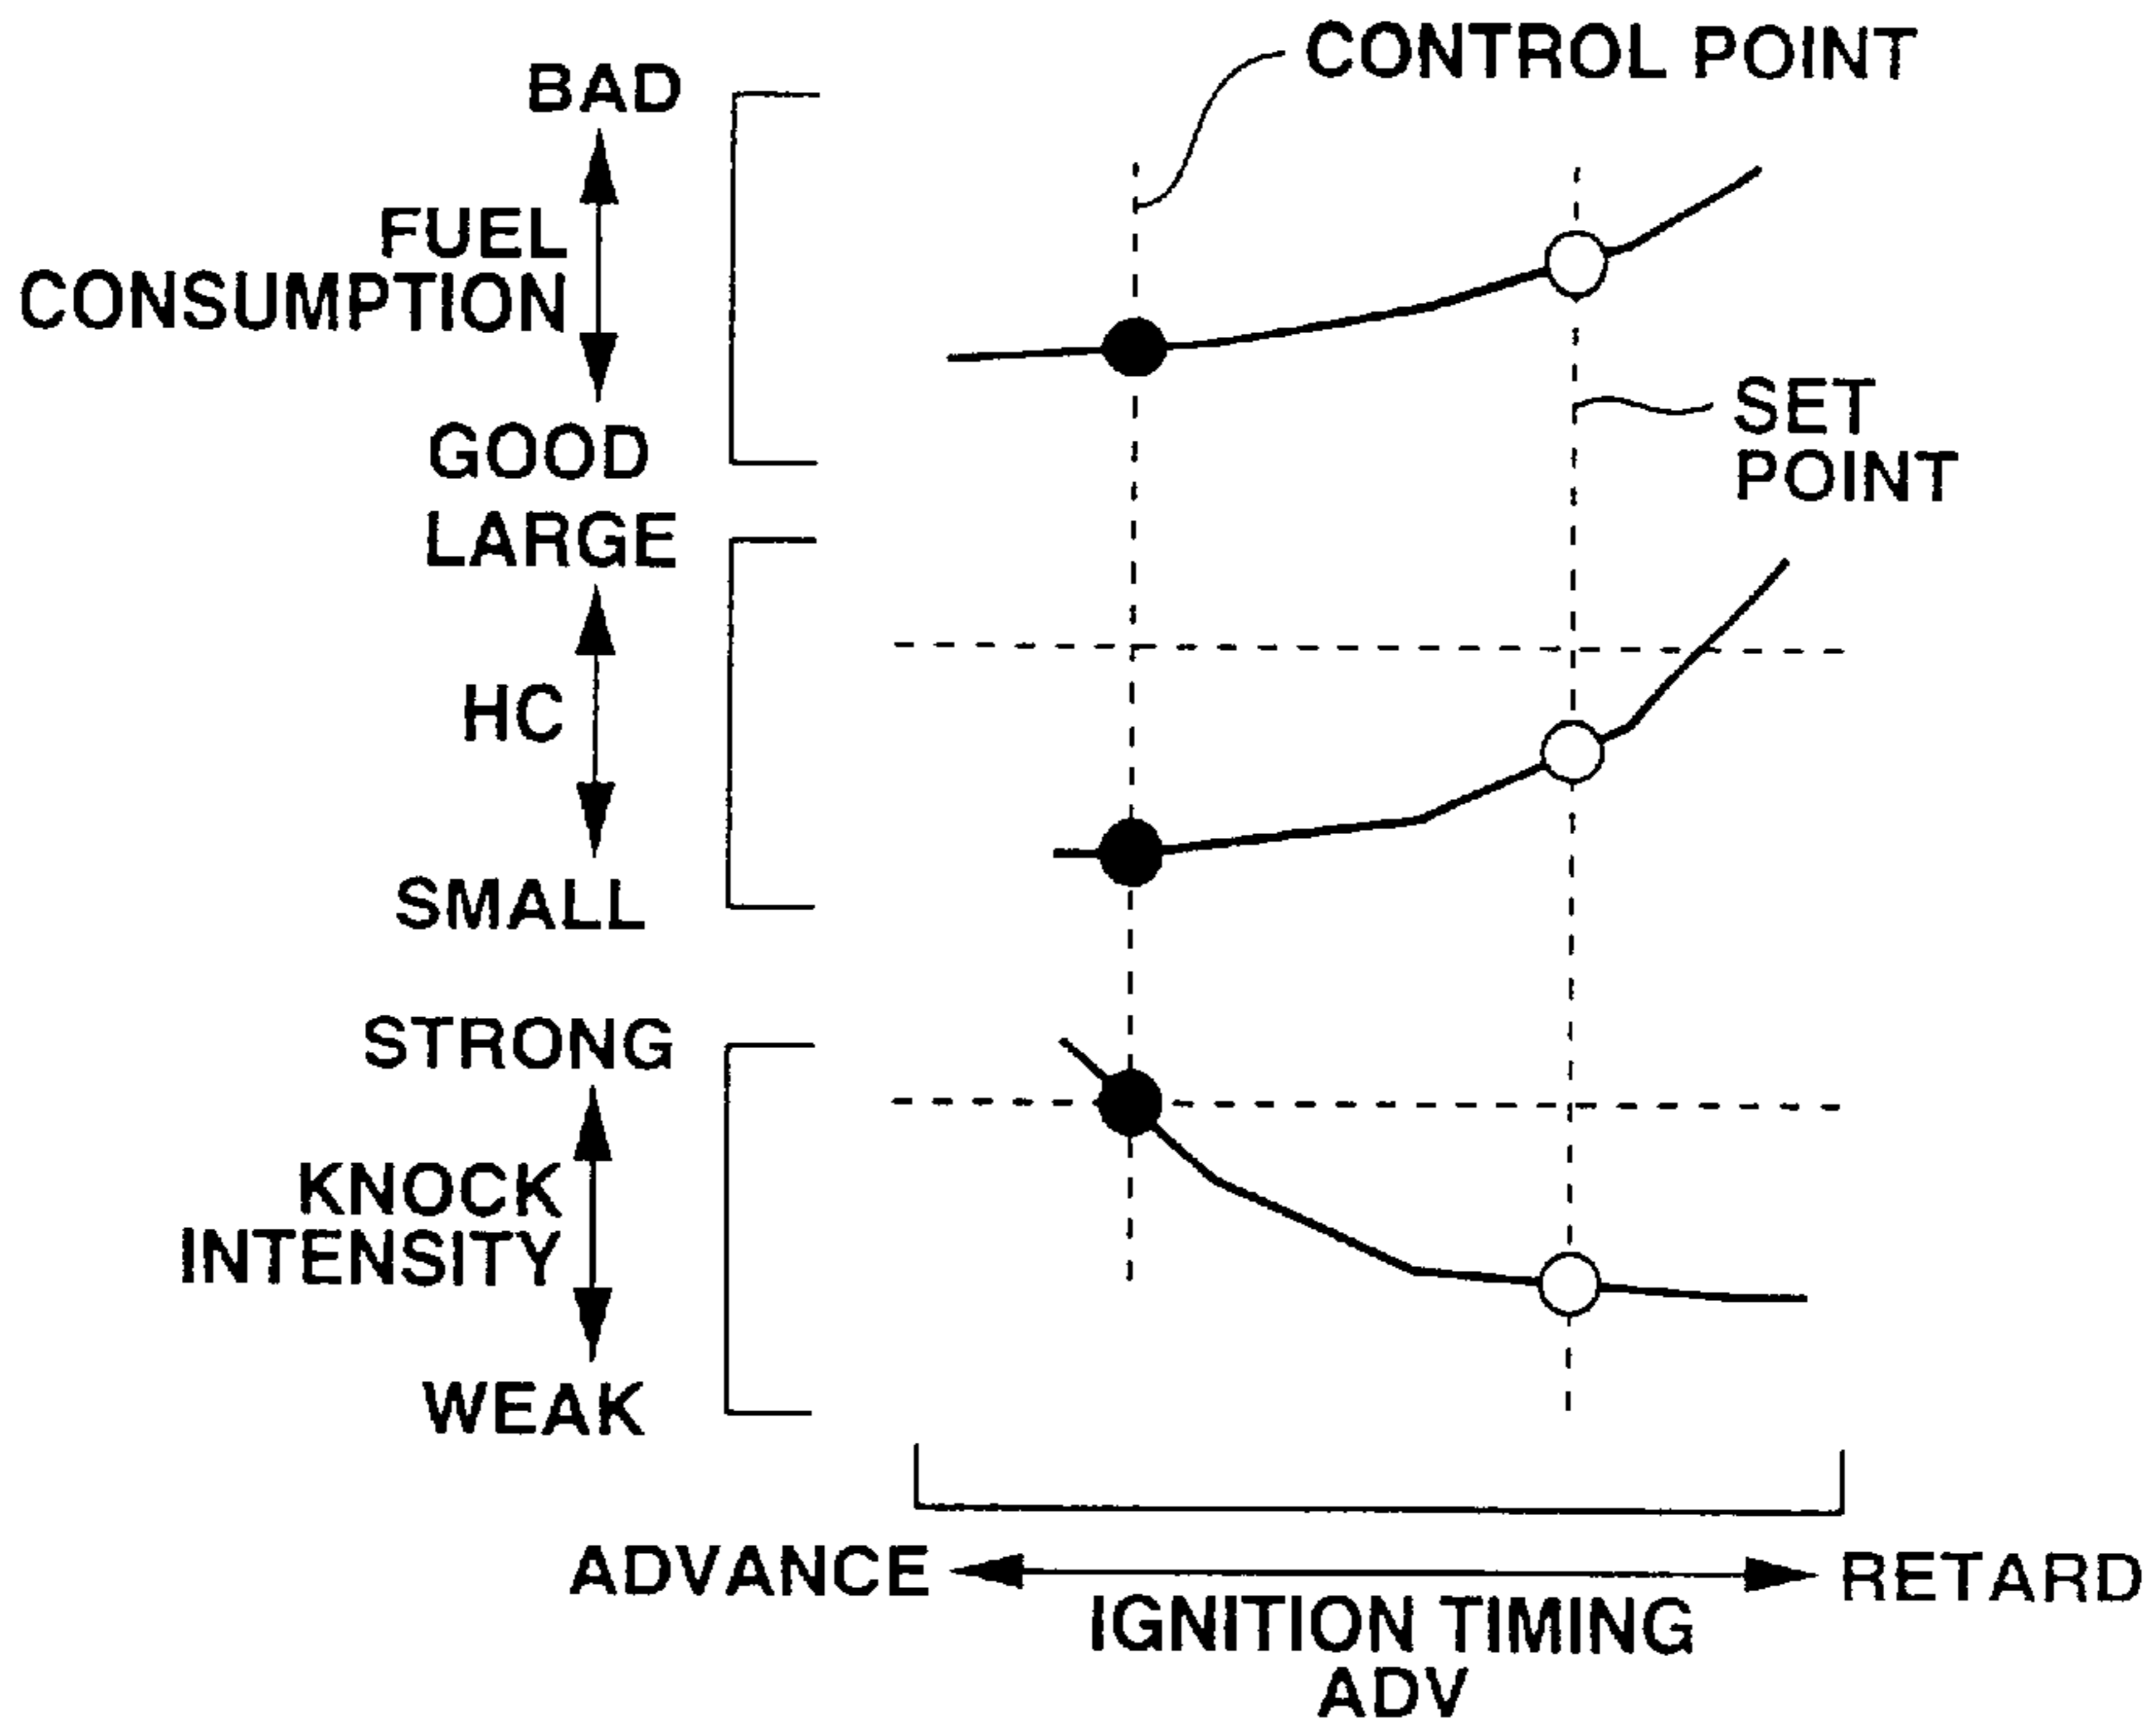 CONTROL POINT
BAD
FUEL
CONSUMPTION
GOOD
SET
POINT
LARGE
HC
SMALL
STRONG
KNOCK
INTENSITY
WEAK
ADVANCE
RETARD
IGNITION TIMING
ADV